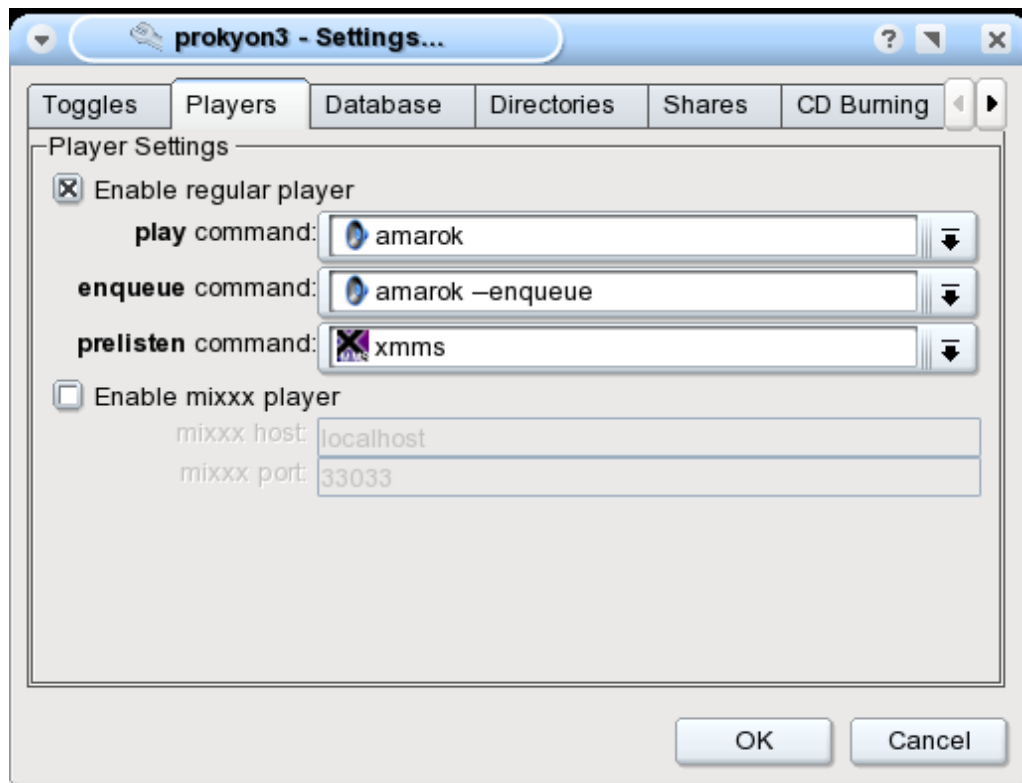 prokyon3 - Settings...
?
Toggles Players Database Directories Shares CD Burning
Player Settings
Enable regular player
play command: amarok
enqueue command: amarok –enqueue
prelisten command: xmms
Enable mixxx player
mixxx host: localhost
mixxx port: 33033
OK Cancel